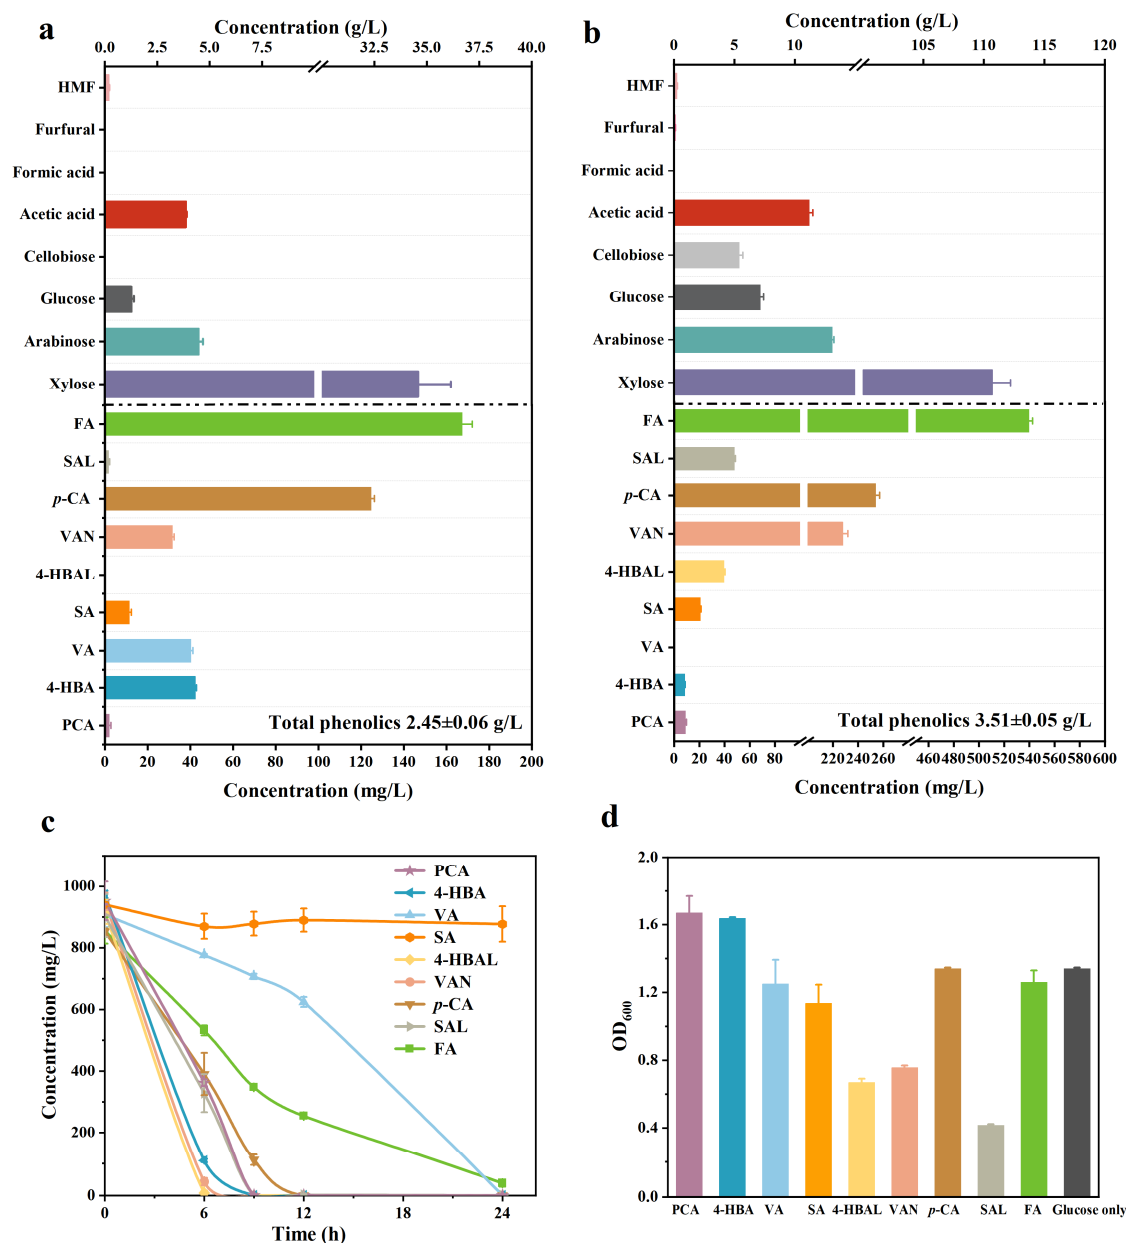 a
Concentration (g/L)
0.0 2.5 5.0 7.5 32.5 35.0 37.5 40.0
HMF
Furfural
Formic acid
Acetic acid
Cellobiose
Glucose
Arabinose
Xylose
FA
SAL
p-CA
VAN
4-HBAL
SA
VA
4-HBA
PCA
Total phenolics 2.45±0.06 g/L
0 20 40 60 80 100 120 140 160 180 200
Concentration (mg/L)
b
Concentration (g/L)
0 5 10 105 110 115 120
HMF
Furfural
Formic acid
Acetic acid
Cellobiose
Glucose
Arabinose
Xylose
FA
SAL
p-CA
VAN
4-HBAL
SA
VA
4-HBA
PCA
Total phenolics 3.51±0.05 g/L
0 20 40 60 80 220 240 260 460 480 500 520 540 560 580 600
Concentration (mg/L)
c
Concentration (mg/L)
1000
800
600
400
200
0
PCA
4-HBA
VA
SA
4-HBAL
VAN
p-CA
SAL
FA
0 6 12 18 24
Time (h)
d
OD600
2.0
1.6
1.2
0.8
0.4
0.0
PCA 4-HBA VA SA 4-HBAL VAN p-CA SAL FA Glucose only